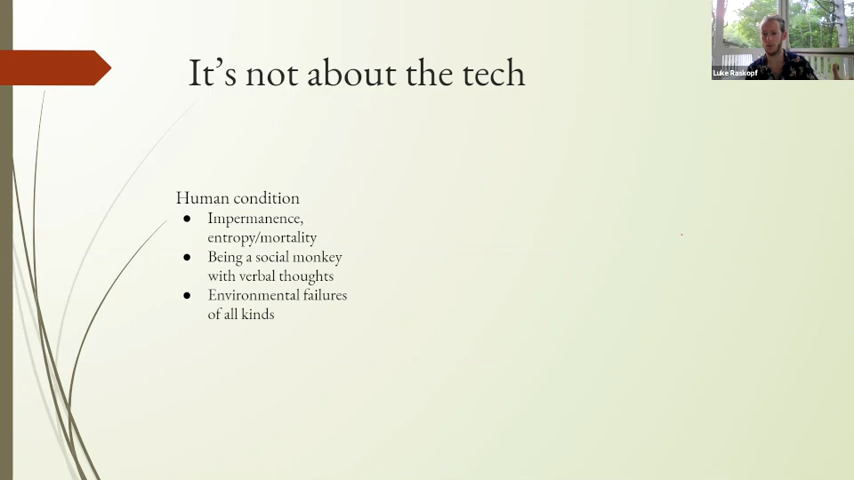 It’s not about the tech
Luke Raskopf
Human condition
● Impermanence,
entropy/mortality
● Being a social monkey
with verbal thoughts
● Environmental failures
of all kinds